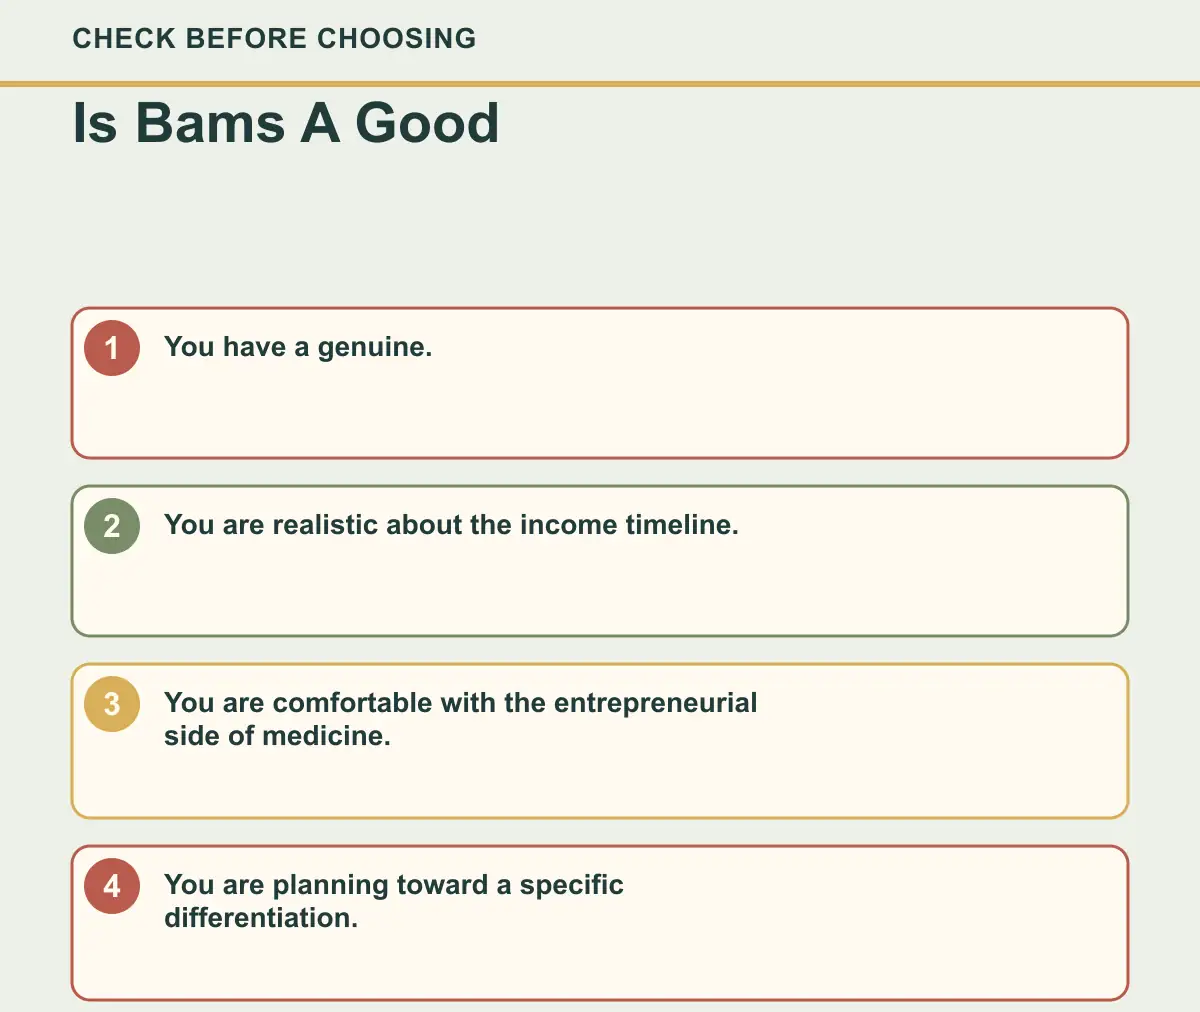 CHECK BEFORE CHOOSING
Is Bams A Good
1 You have a genuine.
2 You are realistic about the income timeline.
3 You are comfortable with the entrepreneurial
side of medicine.
4 You are planning toward a specific
differentiation.